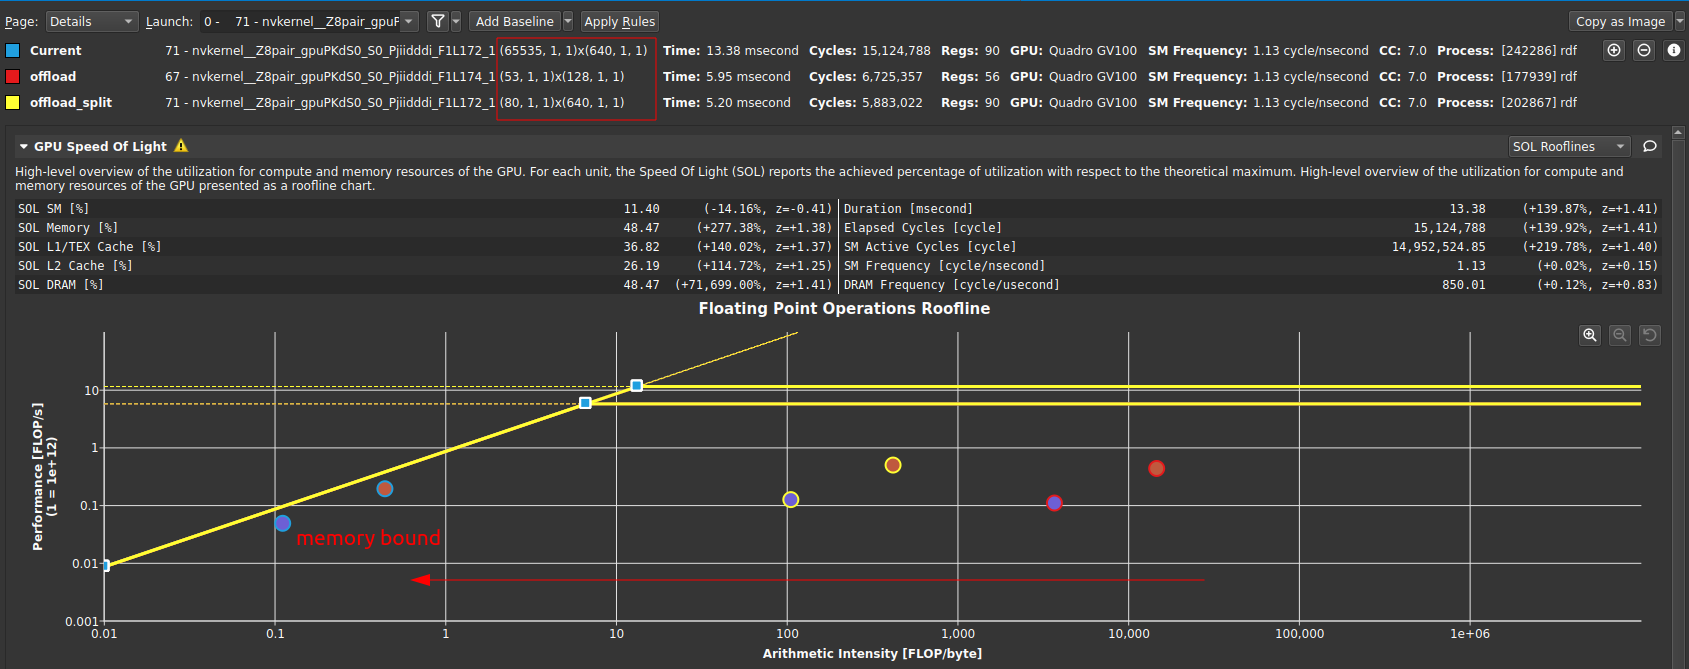 Page: Details Launch: 0 - 71 - nvkernel__Z8pair_gpuF Add Baseline Apply Rules Copy as Image
Current 71 - nvkernel__Z8pair_gpuPKdS0_S0_Pjiidddi_F1L172_1 (65535, 1, 1)x(640, 1, 1) Time: 13.38 msecond Cycles: 15,124,788 Regs: 90 GPU: Quadro GV100 SM Frequency: 1.13 cycle/nsecond CC: 7.0 Process: [242286] rdf
offload 67 - nvkernel__Z8pair_gpuPKdS0_S0_Pjiidddi_F1L174_1 (53, 1, 1)x(128, 1, 1) Time: 5.95 msecond Cycles: 6,725,357 Regs: 56 GPU: Quadro GV100 SM Frequency: 1.13 cycle/nsecond CC: 7.0 Process: [177939] rdf
offload_split 71 - nvkernel__Z8pair_gpuPKdS0_S0_Pjiidddi_F1L172_1 (80, 1, 1)x(640, 1, 1) Time: 5.20 msecond Cycles: 5,883,022 Regs: 90 GPU: Quadro GV100 SM Frequency: 1.13 cycle/nsecond CC: 7.0 Process: [202867] rdf
GPU Speed Of Light SOL Rooflines
High-level overview of the utilization for compute and memory resources of the GPU. For each unit, the Speed Of Light (SOL) reports the achieved percentage of utilization with respect to the theoretical maximum. High-level overview of the utilization for compute and
memory resources of the GPU presented as a roofline chart.
SOL SM [%] 11.40 (-14.16%, z=-0.41) Duration [msecond] 13.38 (+139.87%, z=+1.41)
SOL Memory [%] 48.47 (+277.38%, z=+1.38) Elapsed Cycles [cycle] 15,124,788 (+139.92%, z=+1.41)
SOL L1/TEX Cache [%] 36.82 (+140.02%, z=+1.37) SM Active Cycles [cycle] 14,952,524.85 (+219.78%, z=+1.40)
SOL L2 Cache [%] 26.19 (+114.72%, z=+1.25) SM Frequency [cycle/nsecond] 1.13 (+0.02%, z=+0.15)
SOL DRAM [%] 48.47 (+71,699.00%, z=+1.41) DRAM Frequency [cycle/usecond] 850.01 (+0.12%, z=+0.83)
Floating Point Operations Roofline
Performance [FLOP/s]
(1 = 1e+12)
10
1
0.1
memory bound
0.01
0.001
0.01 0.1 1 10 100 1,000 10,000 100,000 1e+06
Arithmetic Intensity [FLOP/byte]